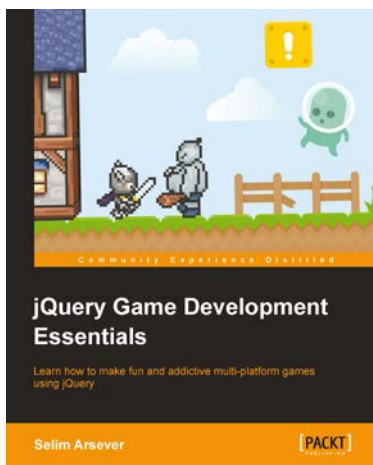 !
Community Experience Distilled
jQuery Game Development
Essentials
Learn how to make fun and addictive multi-platform games
using jQuery
Selim Arsever
[PACKT]
PUBLISHING